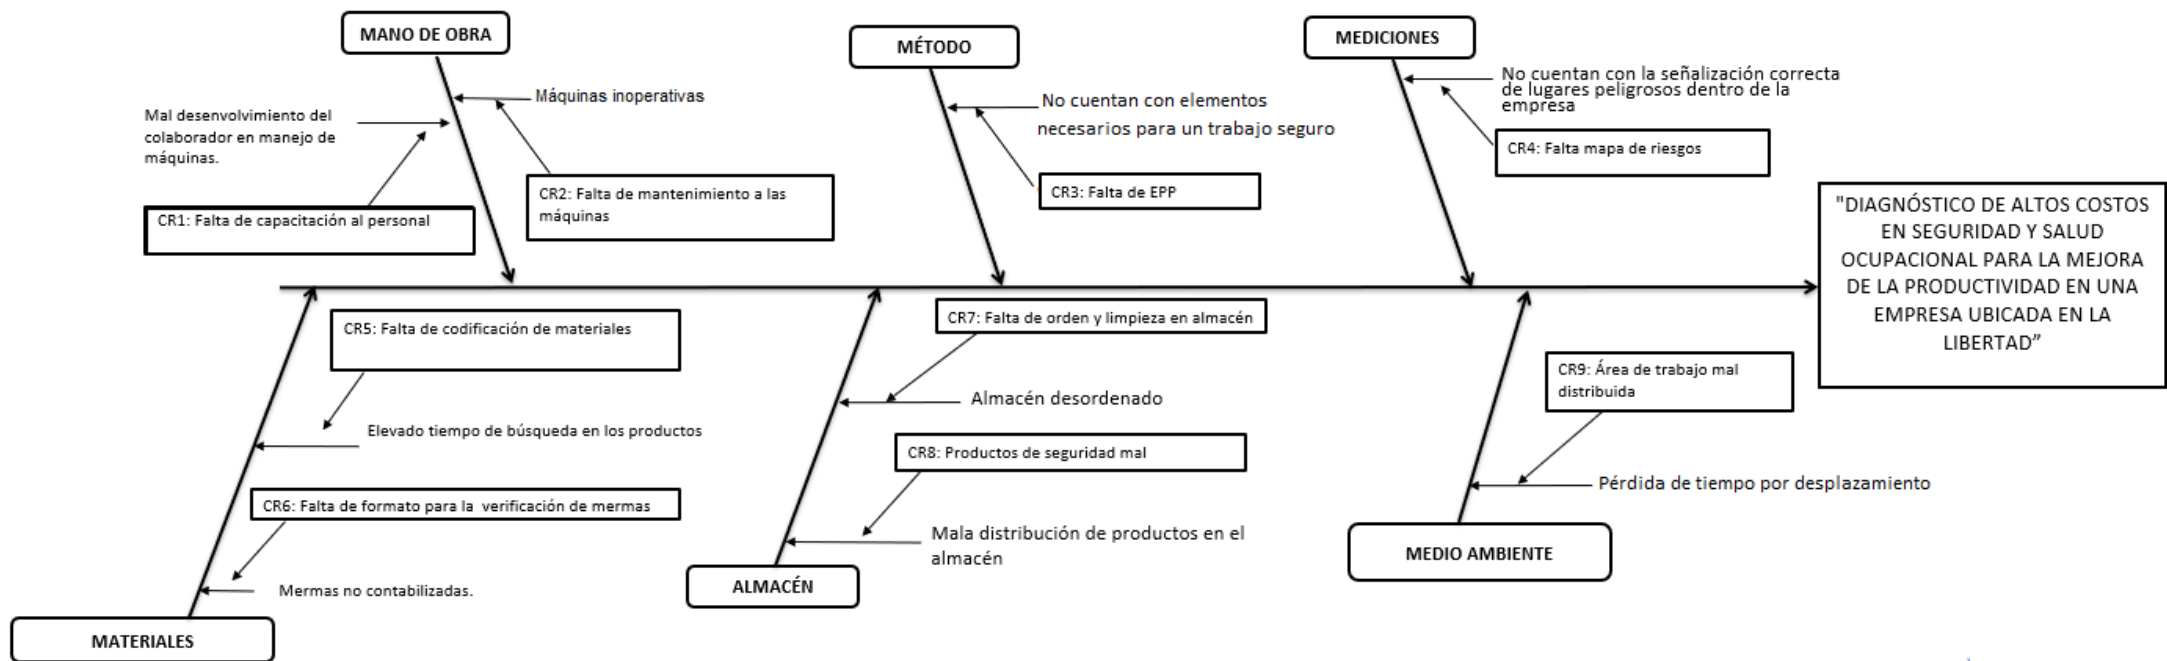 MANO DE OBRA
MÉTODO
MEDICIONES
Máquinas inoperativas
Mal desenvolvimiento del
colaborador en manejo de
máquinas.
No cuentan con elementos
necesarios para un trabajo seguro
No cuentan con la señalización correcta
de lugares peligrosos dentro de la
empresa
CR1: Falta de capacitación al personal
CR2: Falta de mantenimiento a las
máquinas
CR3: Falta de EPP
CR4: Falta mapa de riesgos
"DIAGNÓSTICO DE ALTOS COSTOS
EN SEGURIDAD Y SALUD
OCUPACIONAL PARA LA MEJORA
DE LA PRODUCTIVIDAD EN UNA
EMPRESA UBICADA EN LA
LIBERTAD”
CR5: Falta de codificación de materiales
Elevado tiempo de búsqueda en los productos
CR6: Falta de formato para la verificación de mermas
Mermas no contabilizadas.
MATERIALES
CR7: Falta de orden y limpieza en almacén
Almacén desordenado
CR8: Productos de seguridad mal
Mala distribución de productos en el
almacén
ALMACÉN
CR9: Área de trabajo mal
distribuida
Pérdida de tiempo por desplazamiento
MEDIO AMBIENTE